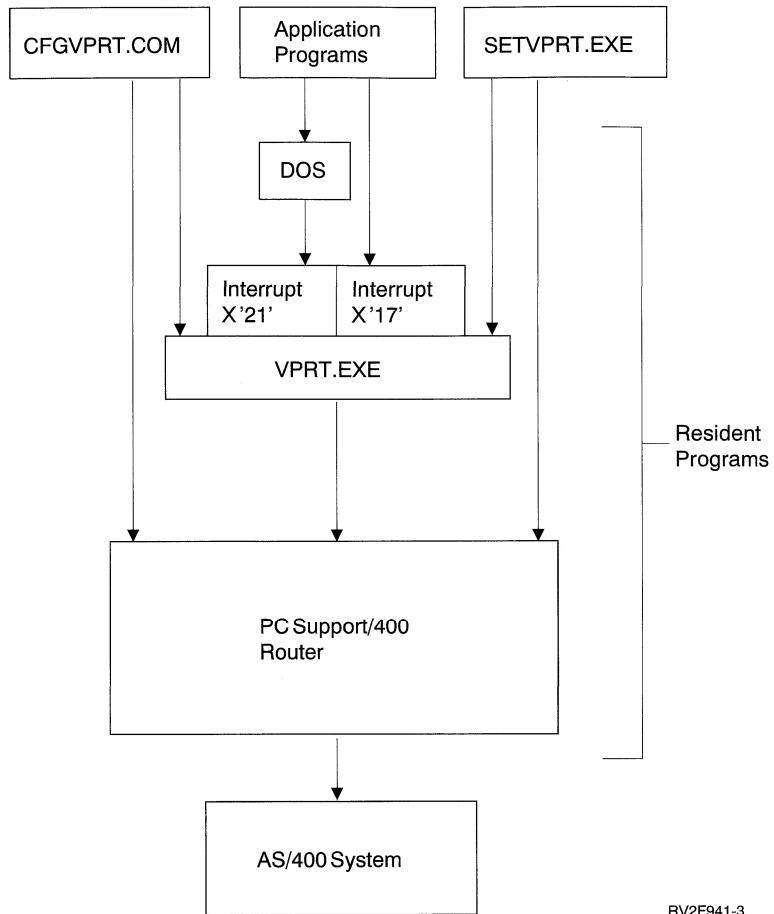 CFGVPRT.COM
Application
Programs
SETVPRT.EXE
DOS
Interrupt
X'21'
Interrupt
X'17'
VPRT.EXE
Resident
Programs
PC Support/400
Router
AS/400 System
RV2F941-3